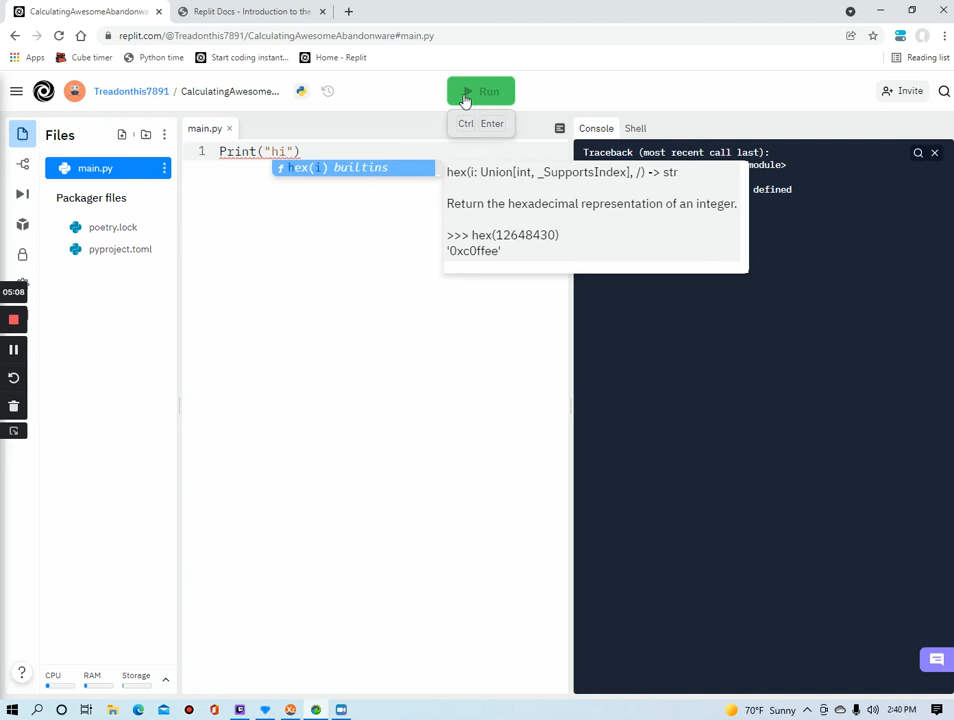 CalculatingAwesomeAbandonw
Replit Docs - Introduction to the
replit.com/@Treadonthis7891/CalculatingAwesomeAbandonware#main.py
Apps
Cube timer
Python time
Start coding instant...
Home - Replit
Reading list
Treadonthis7891 / CalculatingAwesome...
Run
Invite
Ctrl Enter
Files
main.py
Console
Shell
1 Print("hi")
Traceback (most recent call last):
main.py
hex(i) builtins
hex(i: Union[int, _SupportsIndex], /) -> str
module>
defined
Packager files
Return the hexadecimal representation of an integer.
poetry.lock
>>> hex(12648430)
pyproject.toml
'0xc0ffee'
05:08
CPU
RAM
Storage
70°F Sunny
2:40 PM